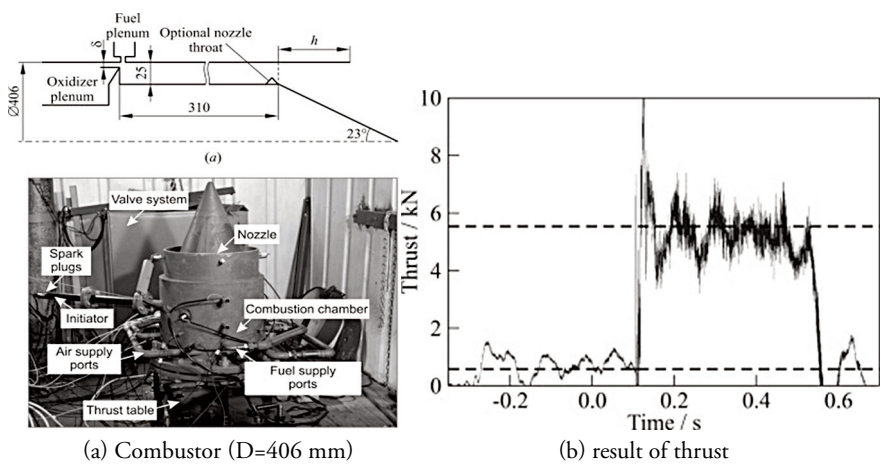 Fuel
plenum
Optional nozzle
throat
h
δ
25
Oxidizer
plenum
Ø406
310
23°
(a)
Valve system
Nozzle
Spark
plugs
Initiator
Combustion chamber
Air supply
ports
Fuel supply
ports
Thrust table
(a) Combustor (D=406 mm)
10
8
6
4
2
0
Thrust / kN
-0.2
0.0
0.2
0.4
0.6
Time / s
(b) result of thrust